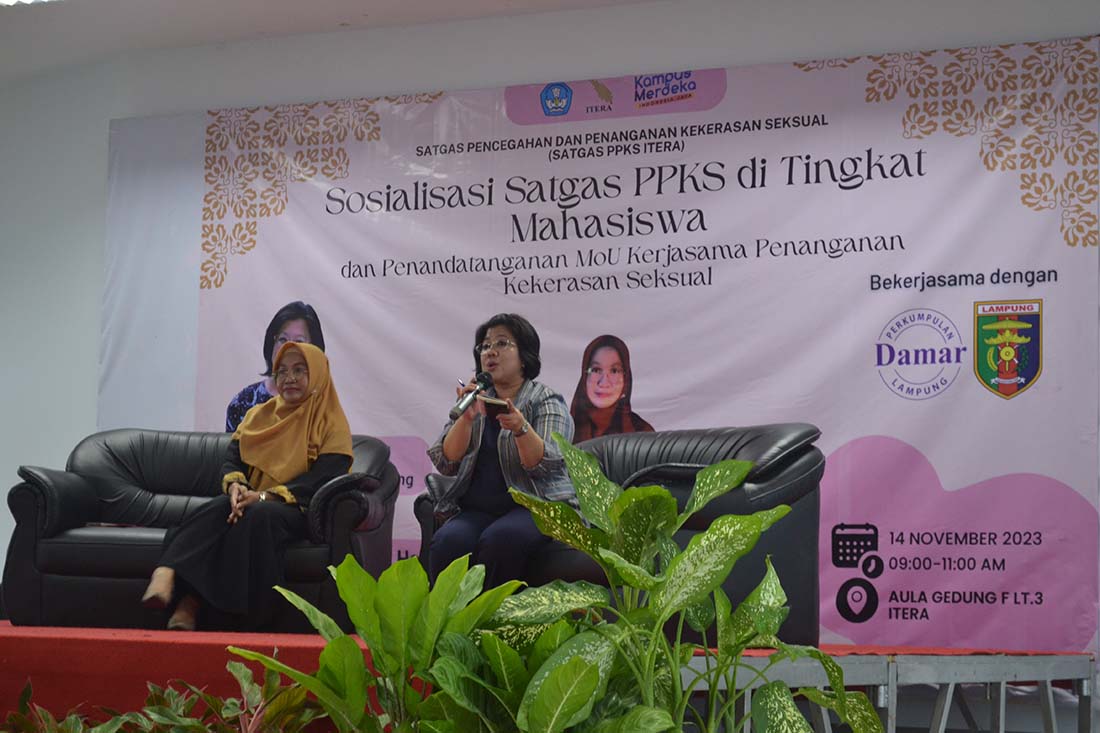 ITERA
Kampus
Merdeka
INDONESIA JAYA
SATGAS PENCEGAHAN DAN PENANGANAN KEKERASAN SEKSUAL
(SATGAS PPKS ITERA)
Sosialisasi Satgas PPKS di Tingkat
Mahasiswa
dan Penandatanganan MoU Kerjasama Penanganan
Kekerasan Seksual
Bekerjasama dengan
PERKUMPULAN
Damar
LAMPUNG
LAMPUNG
14 NOVEMBER 2023
09:00-11:00 AM
AULA GEDUNG F LT.3
ITERA